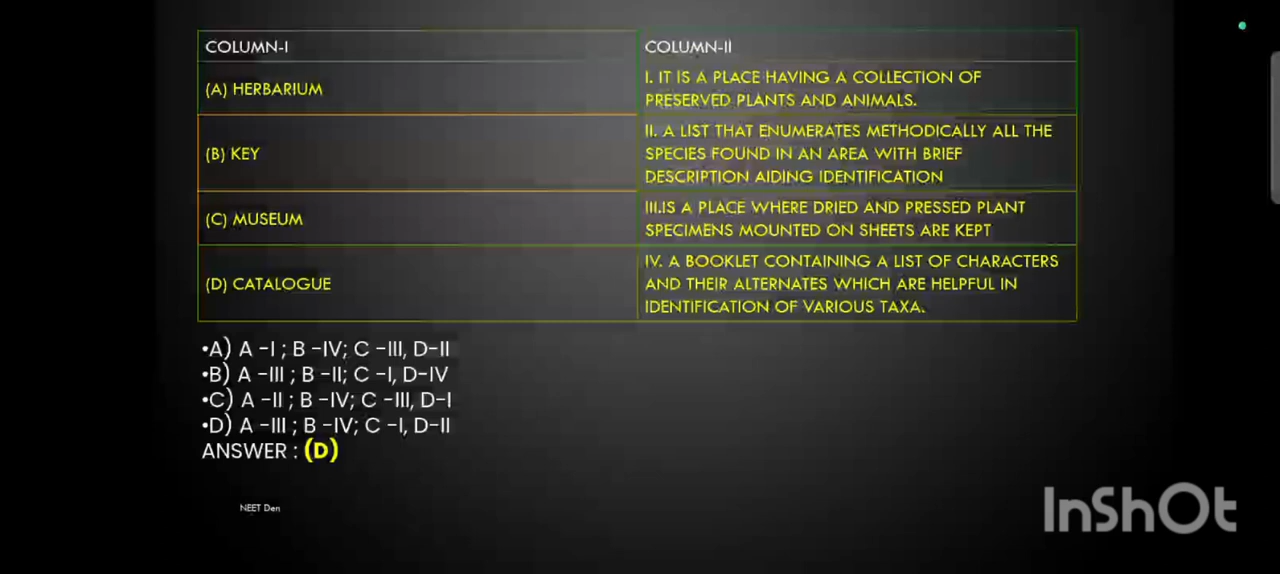 COLUMN-I
COLUMN-II
(A) HERBARIUM
I. IT IS A PLACE HAVING A COLLECTION OF
PRESERVED PLANTS AND ANIMALS.
(B) KEY
II. A LIST THAT ENUMERATES METHODICALLY ALL THE
SPECIES FOUND IN AN AREA WITH BRIEF
DESCRIPTION AIDING IDENTIFICATION
(C) MUSEUM
III.IS A PLACE WHERE DRIED AND PRESSED PLANT
SPECIMENS MOUNTED ON SHEETS ARE KEPT
(D) CATALOGUE
IV. A BOOKLET CONTAINING A LIST OF CHARACTERS
AND THEIR ALTERNATES WHICH ARE HELPFUL IN
IDENTIFICATION OF VARIOUS TAXA.
•A) A -I ; B -IV; C -III, D-II
•B) A -III ; B -II; C -I, D-IV
•C) A -II ; B -IV; C -III, D-I
•D) A -III ; B -IV; C -I, D-II
ANSWER : (D)
NEET Den
InShOt